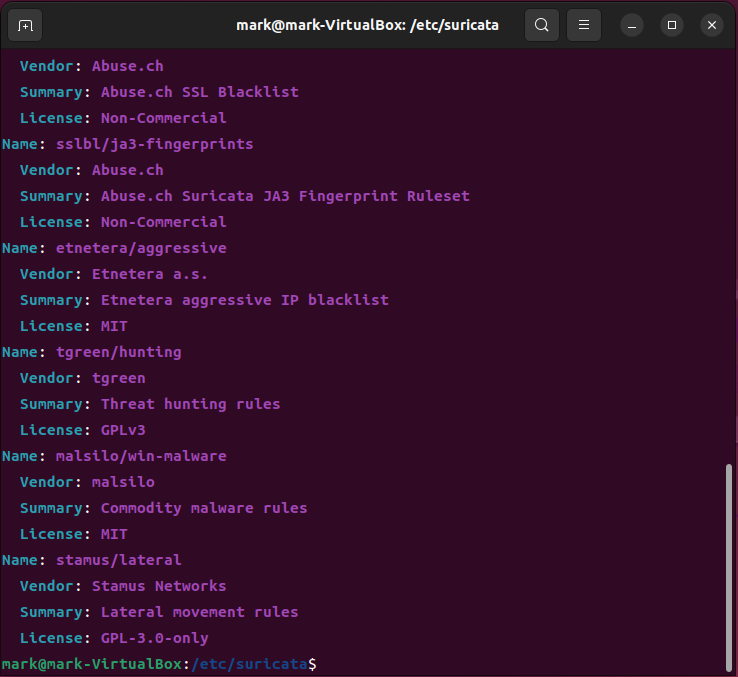 mark@mark-VirtualBox: /etc/suricata
Vendor: Abuse.ch
Summary: Abuse.ch SSL Blacklist
License: Non-Commercial
Name: sslbl/ja3-fingerprints
Vendor: Abuse.ch
Summary: Abuse.ch Suricata JA3 Fingerprint Ruleset
License: Non-Commercial
Name: etnetera/aggressive
Vendor: Etnetera a.s.
Summary: Etnetera aggressive IP blacklist
License: MIT
Name: tgreen/hunting
Vendor: tgreen
Summary: Threat hunting rules
License: GPLv3
Name: malsilo/win-malware
Vendor: malsilo
Summary: Commodity malware rules
License: MIT
Name: stamus/lateral
Vendor: Stamus Networks
Summary: Lateral movement rules
License: GPL-3.0-only
mark@mark-VirtualBox:/etc/suricata$